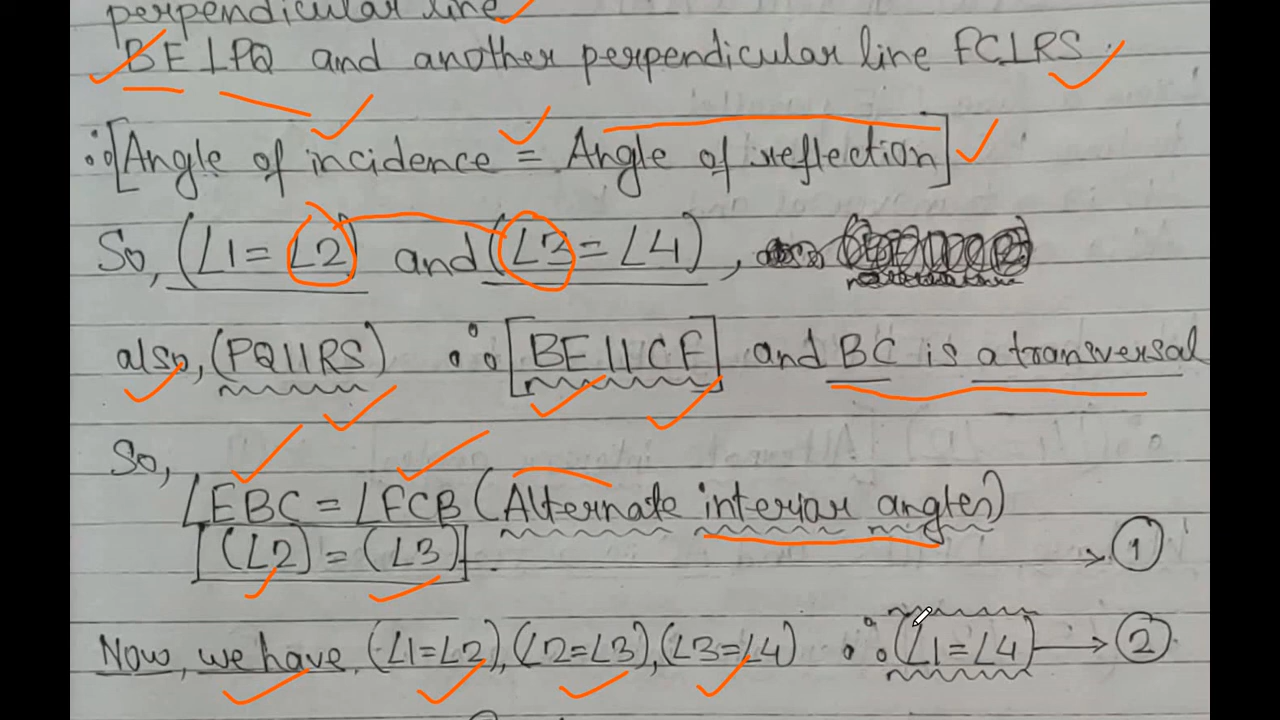 perpendicular line
BE⊥PQ and another perpendicular line FC⊥RS.
∴[Angle of incidence = Angle of reflection]
So, (∠1=∠2) and (∠3=∠4),
also, (PQ||RS) ∴ [BE||CF] and BC is a transversal
So,
∠EBC=∠FCB (Alternate interior angles)
(∠2)=(∠3) → 1
Now, we have, (∠1=∠2), (∠2=∠3), (∠3=∠4) ∴ (∠1=∠4) → 2